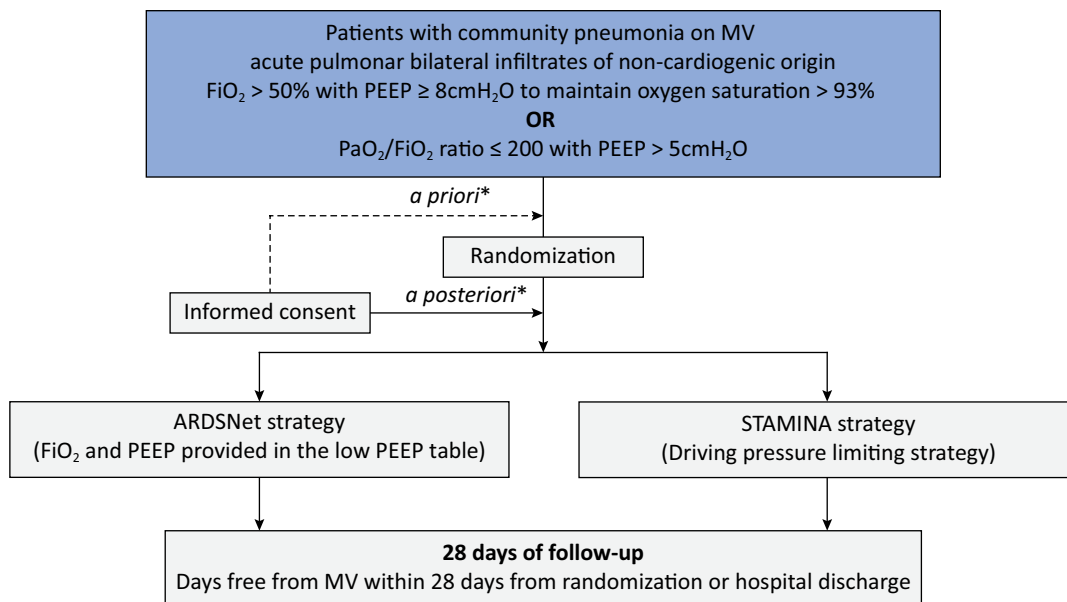 Patients with community pneumonia on MV
acute pulmonar bilateral infiltrates of non-cardiogenic origin
FiO₂ > 50% with PEEP ≥ 8cmH₂O to maintain oxygen saturation > 93%
OR
PaO₂/FiO₂ ratio ≤ 200 with PEEP > 5cmH₂O
a priori*
Randomization
a posteriori*
Informed consent
ARDSNet strategy
(FiO₂ and PEEP provided in the low PEEP table)
STAMINA strategy
(Driving pressure limiting strategy)
28 days of follow-up
Days free from MV within 28 days from randomization or hospital discharge